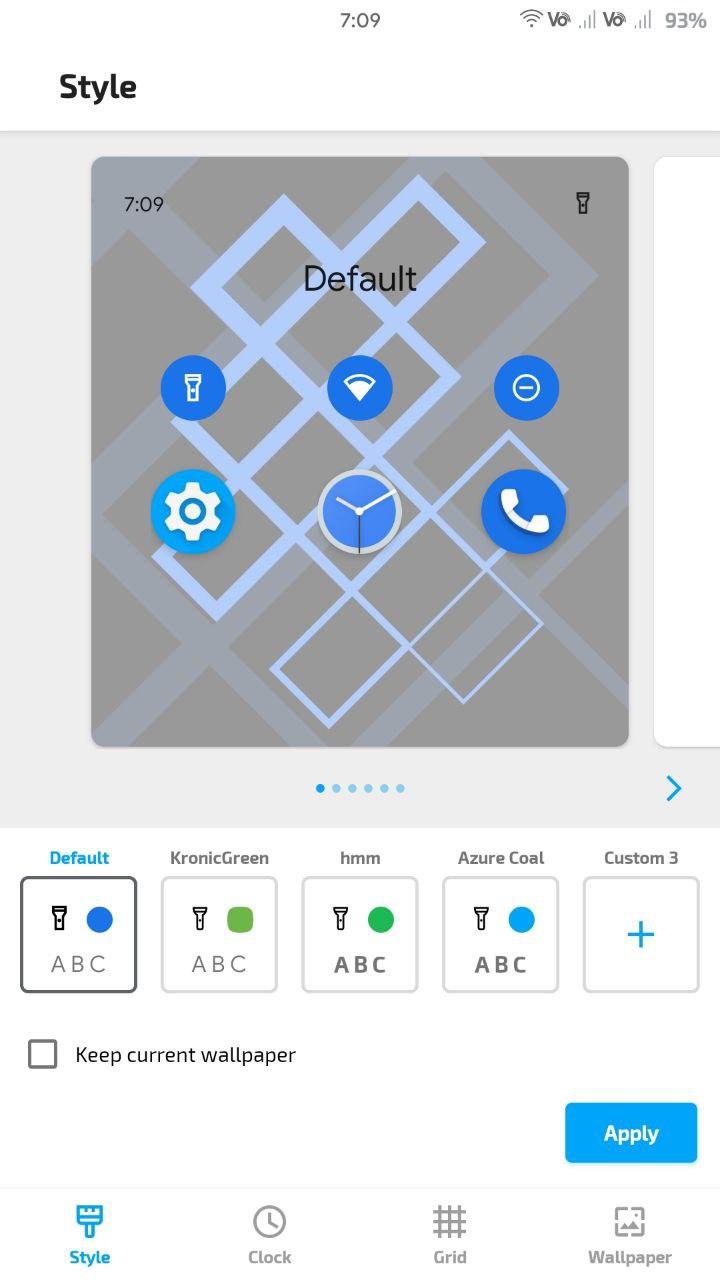 7:09
Vo Vo 93%
Style
7:09
Default
Default KronicGreen hmm Azure Coal Custom 3
ABC ABC ABC ABC
Keep current wallpaper
Apply
Style Clock Grid Wallpaper